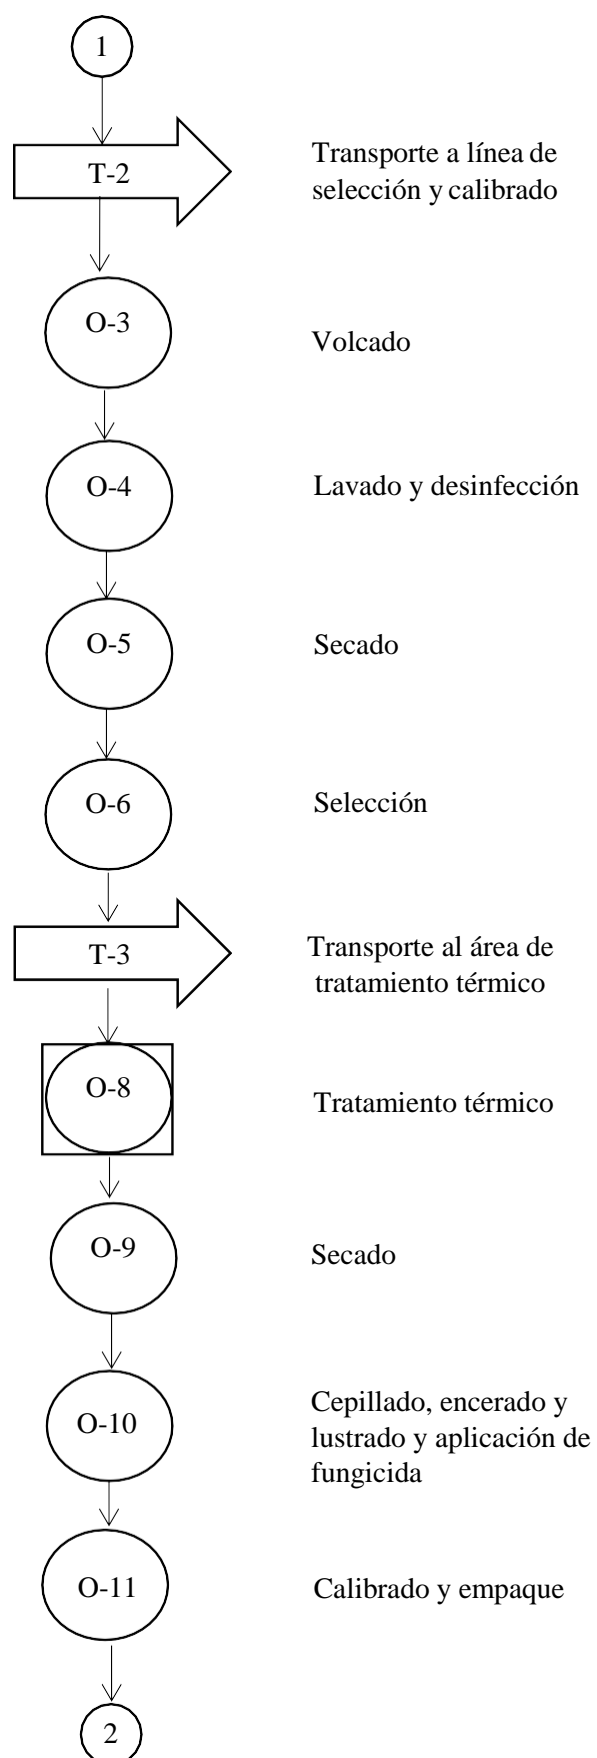 1
T-2
Transporte a línea de
selección y calibrado
O-3
Volcado
O-4
Lavado y desinfección
O-5
Secado
O-6
Selección
T-3
Transporte al área de
tratamiento térmico
O-8
Tratamiento térmico
O-9
Secado
O-10
Cepillado, encerado y
lustrado y aplicación de
fungicida
O-11
Calibrado y empaque
2